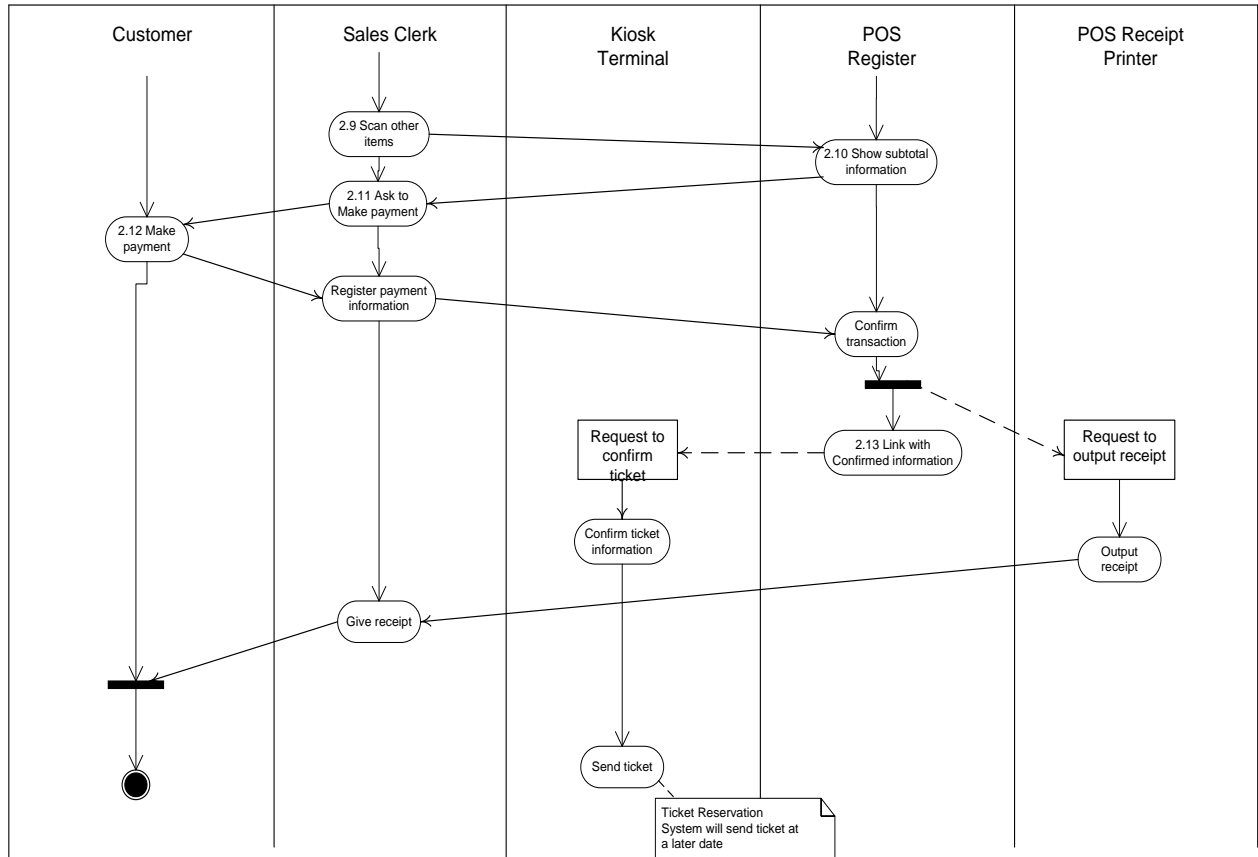 Customer
Sales Clerk
Kiosk
Terminal
POS
Register
POS Receipt
Printer
2.9 Scan other
items
2.10 Show subtotal
information
2.11 Ask to
Make payment
2.12 Make
payment
Register payment
information
Confirm
transaction
Request to
confirm
ticket
2.13 Link with
Confirmed information
Request to
output receipt
Confirm ticket
information
Output
receipt
Give receipt
Send ticket
Ticket Reservation
System will send ticket at
a later date